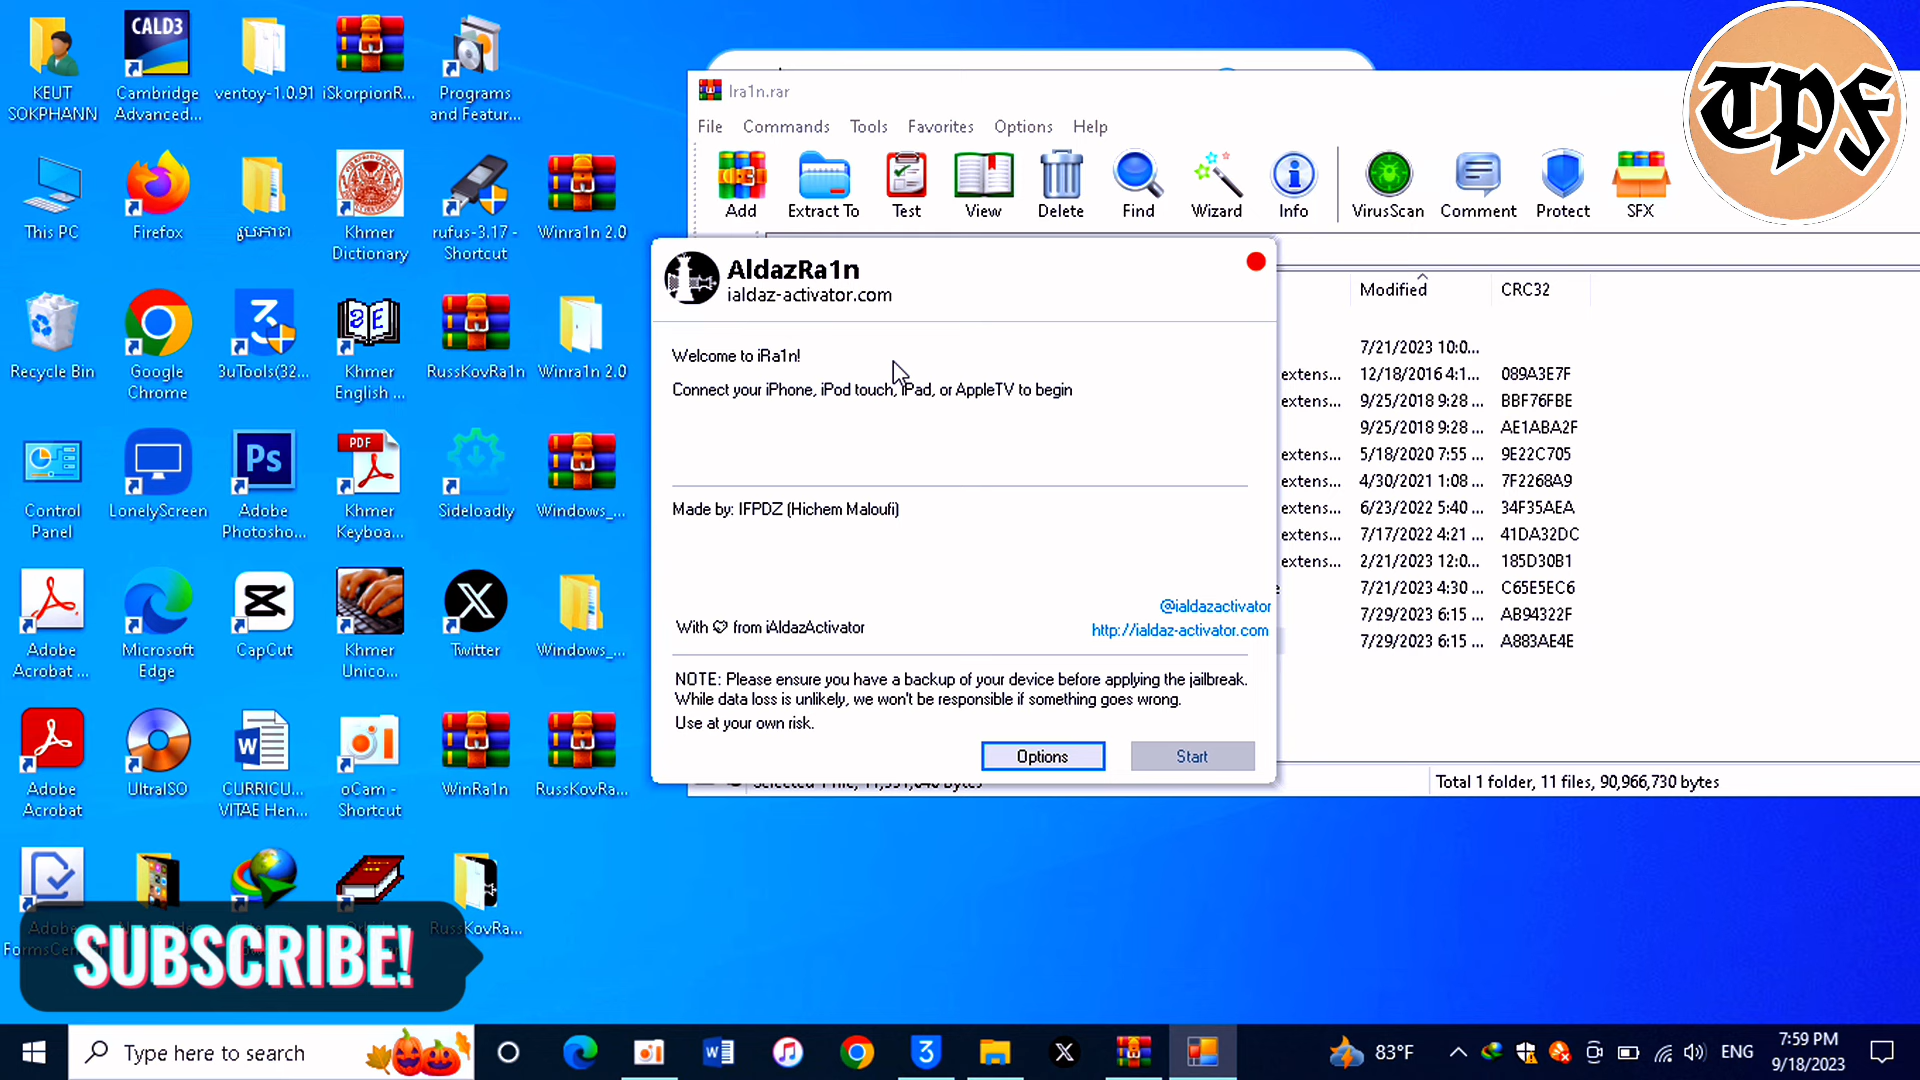 KEUT
SOKPHANN
CALD3
Cambridge
Advanced...
ventoy-1.0.91
iSkorpionR...
Programs
and Featur...
This PC
Firefox
រូបភាព
Khmer
Dictionary
rufus-3.17 -
Shortcut
Winra1n 2.0
Recycle Bin
Google
Chrome
3uTools(32...
Khmer
English ...
RussKovRa1n
Winra1n 2.0
Control
Panel
LonelyScreen
Ps
Adobe
Photosho...
PDF
Khmer
Keyboa...
Sideloadly
Windows_...
Adobe
Acrobat ...
Microsoft
Edge
CapCut
Khmer
Unico...
Twitter
Windows_...
Adobe
Acrobat
UltraISO
CURRICU...
VITAE Hen...
oCam -
Shortcut
WinRa1n
RussKovRa...
Adobe
FormsCen
RussKovRa...
SUBSCRIBE!
TPF
Ira1n.rar
File Commands Tools Favorites Options Help
Add Extract To Test View Delete Find Wizard Info VirusScan Comment Protect SFX
Modified CRC32
7/21/2023 10:0...
extens... 12/18/2016 4:1... 089A3E7F
extens... 9/25/2018 9:28 ... BBF76FBE
9/25/2018 9:28 ... AE1ABA2F
extens... 5/18/2020 7:55 ... 9E22C705
extens... 4/30/2021 1:08 ... 7F2268A9
extens... 6/23/2022 5:40 ... 34F35AEA
extens... 7/17/2022 4:21 ... 41DA32DC
extens... 2/21/2023 12:0... 185D30B1
7/21/2023 4:30 ... C65E5EC6
7/29/2023 6:15 ... AB94322F
7/29/2023 6:15 ... A883AE4E
Total 1 folder, 11 files, 90,966,730 bytes
AldazRa1n
ialdaz-activator.com
Welcome to iRa1n!
Connect your iPhone, iPod touch, iPad, or AppleTV to begin
Made by: IFPDZ (Hichem Maloufi)
@ialdazactivator
With ♡ from iAldazActivator
http://ialdaz-activator.com
NOTE: Please ensure you have a backup of your device before applying the jailbreak.
While data loss is unlikely, we won't be responsible if something goes wrong.
Use at your own risk.
Options Start
Type here to search
83°F
ENG
7:59 PM
9/18/2023